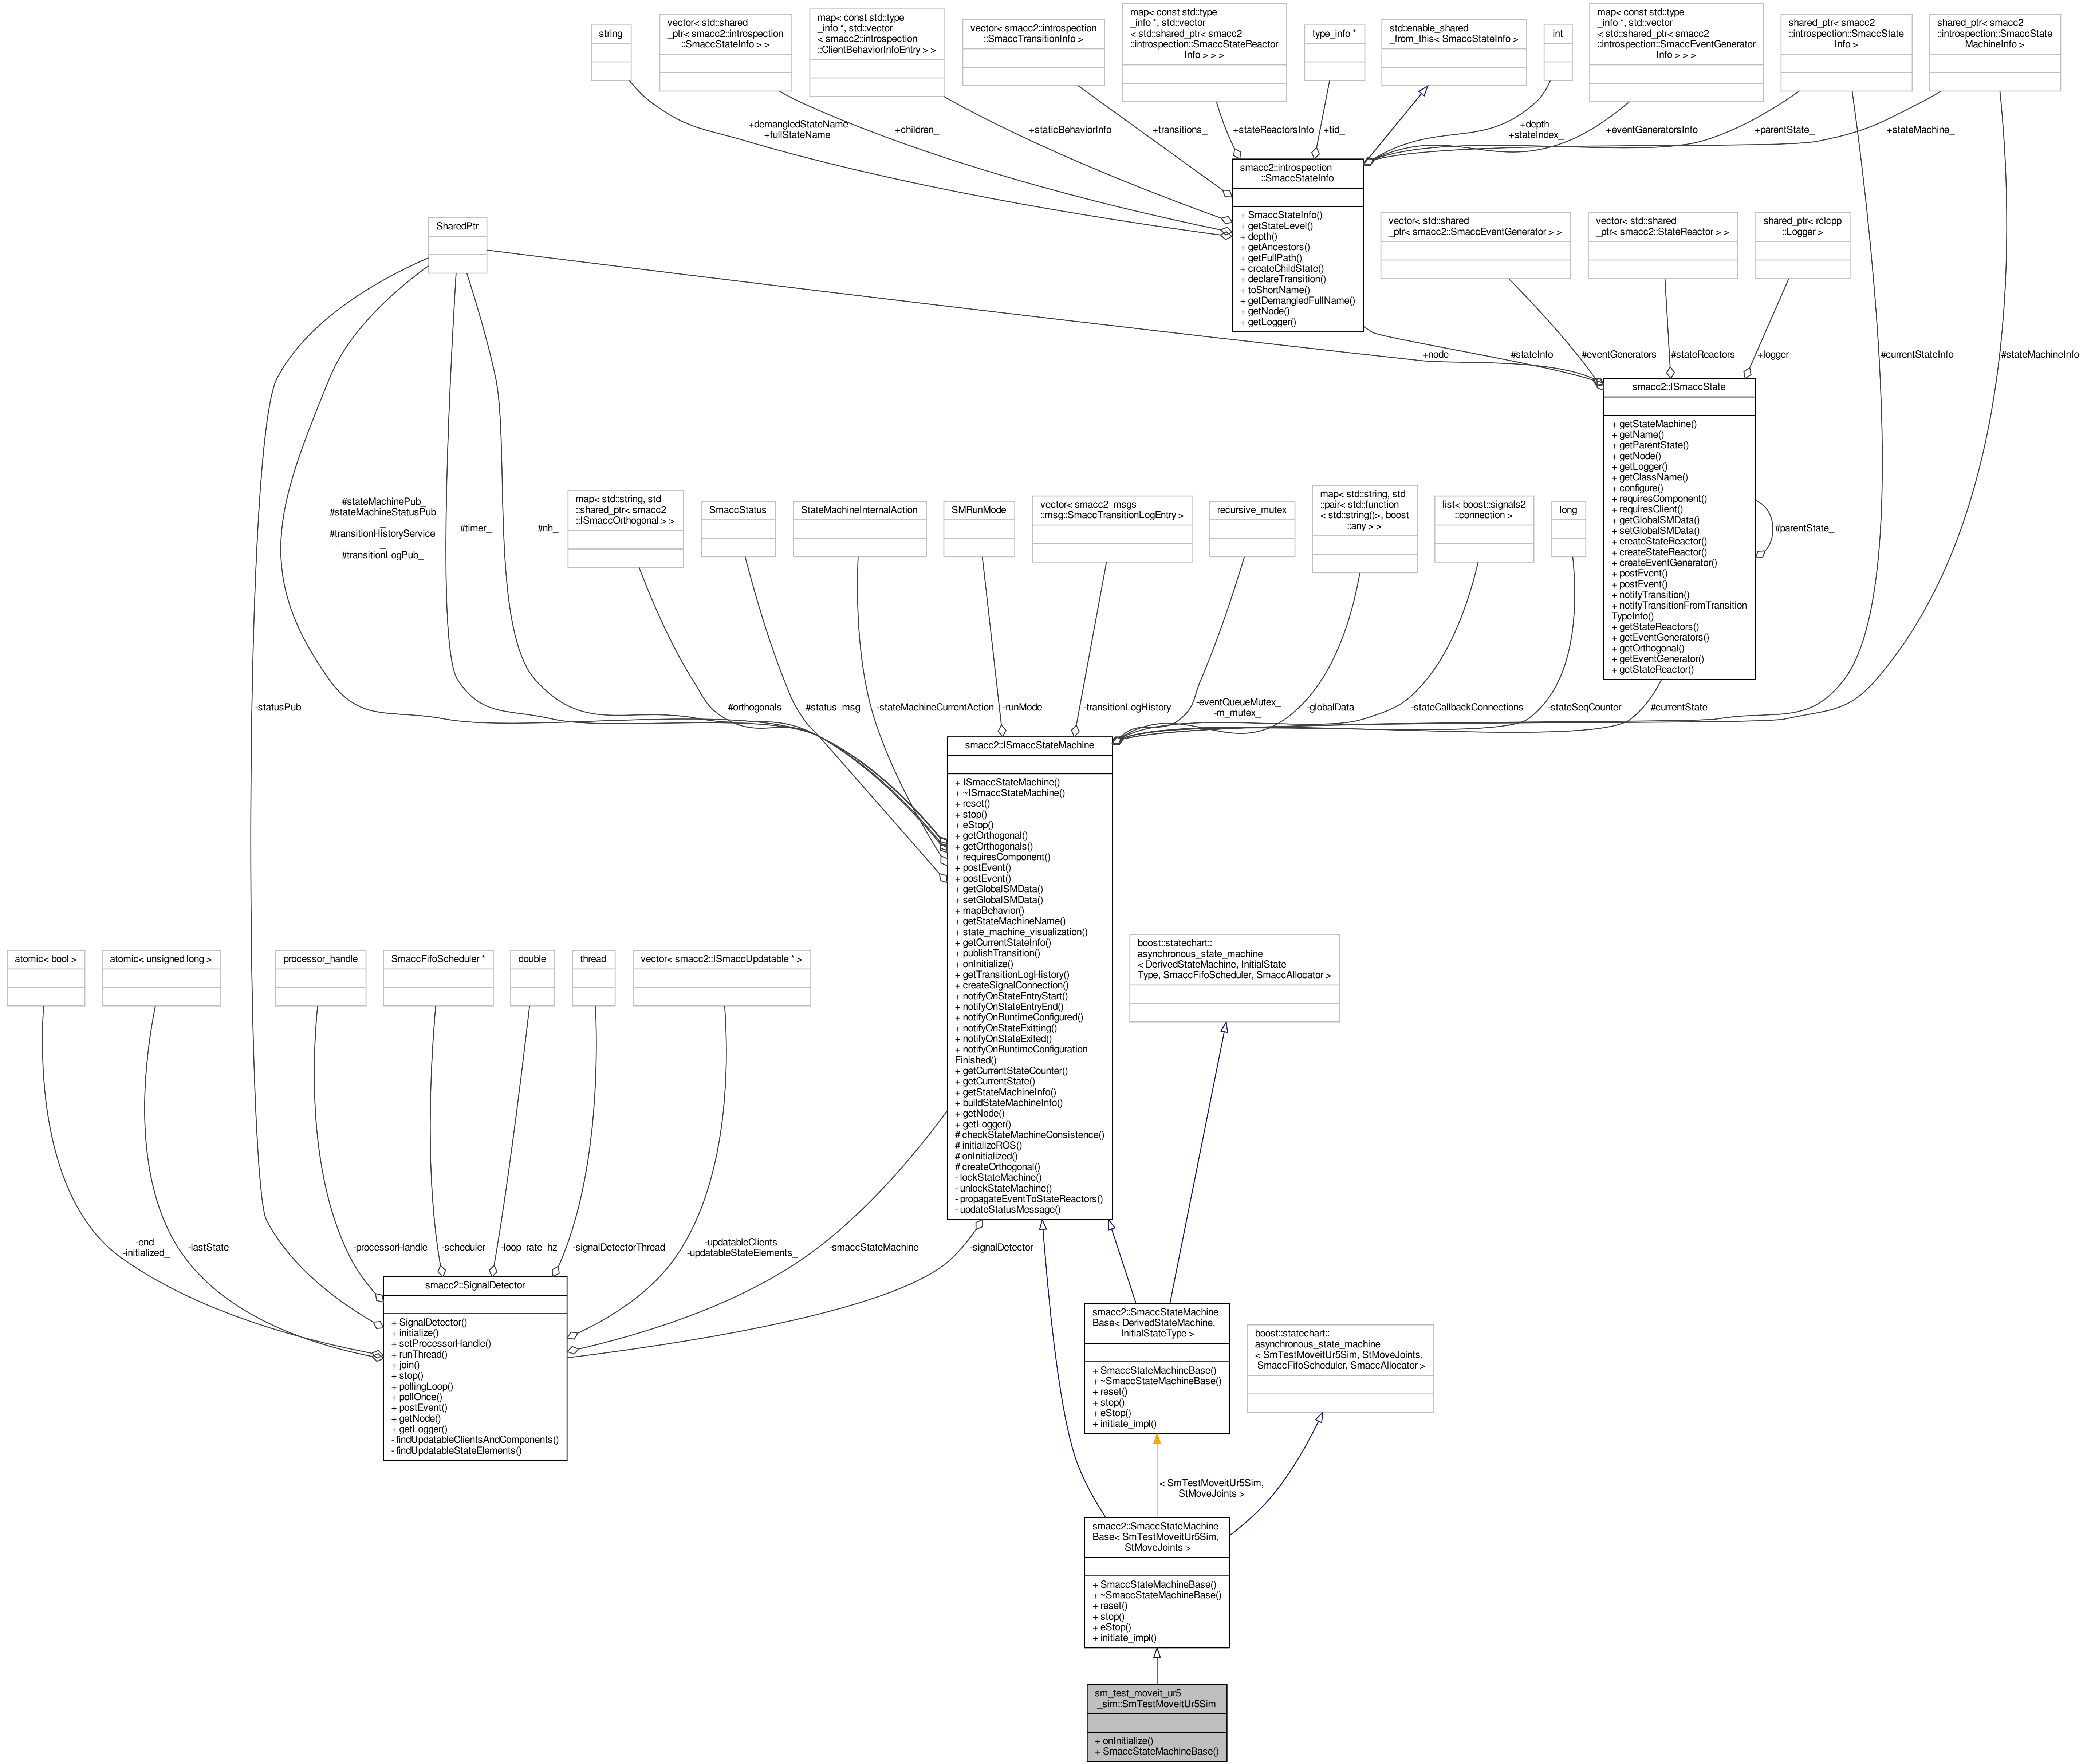 string
vector< std::shared
_ptr< smacc2::introspection
::SmaccStateInfo > >
map< const std::type
_info *, std::vector
< smacc2::introspection
::ClientBehaviorInfoEntry > >
vector< smacc2::introspection
::SmaccTransitionInfo >
map< const std::type
_info *, std::vector
< std::shared_ptr< smacc2
::introspection::SmaccStateReactor
Info > > >
type_info *
std::enable_shared
_from_this< SmaccStateInfo >
int
map< const std::type
_info *, std::vector
< std::shared_ptr< smacc2
::introspection::SmaccEventGenerator
Info > > >
shared_ptr< smacc2
::introspection::SmaccState
Info >
shared_ptr< smacc2
::introspection::SmaccState
MachineInfo >
+demangledStateName
+fullStateName
+children_
+staticBehaviorInfo
+transitions_
+stateReactorsInfo
+tid_
+depth_
+stateIndex_
+eventGeneratorsInfo
+parentState_
+stateMachine_
smacc2::introspection
::SmaccStateInfo
+ SmaccStateInfo()
+ getStateLevel()
+ depth()
+ getAncestors()
+ getFullPath()
+ createChildState()
+ declareTransition()
+ toShortName()
+ getDemangledFullName()
+ getNode()
+ getLogger()
SharedPtr
vector< std::shared
_ptr< smacc2::SmaccEventGenerator > >
vector< std::shared
_ptr< smacc2::StateReactor > >
shared_ptr< rclcpp
::Logger >
+node_
#stateInfo_
#eventGenerators_
#stateReactors_
+logger_
#currentStateInfo_
#stateMachineInfo_
smacc2::ISmaccState
+ getStateMachine()
+ getName()
+ getParentState()
+ getNode()
+ getLogger()
+ getClassName()
+ configure()
+ requiresComponent()
+ requiresClient()
+ getGlobalSMData()
+ setGlobalSMData()
+ createStateReactor()
+ createStateReactor()
+ createEventGenerator()
+ postEvent()
+ postEvent()
+ notifyTransition()
+ notifyTransitionFromTransition
TypeInfo()
+ getStateReactors()
+ getEventGenerators()
+ getOrthogonal()
+ getEventGenerator()
+ getStateReactor()
#parentState_
#stateMachinePub_
#stateMachineStatusPub
_
#transitionHistoryService
_
#transitionLogPub_
#timer_
#nh_
map< std::string, std
::shared_ptr< smacc2
::ISmaccOrthogonal > >
SmaccStatus
StateMachineInternalAction
SMRunMode
vector< smacc2_msgs
::msg::SmaccTransitionLogEntry >
recursive_mutex
map< std::string, std
::pair< std::function
< std::string()>, boost
::any > >
list< boost::signals2
::connection >
long
-statusPub_
#orthogonals_
#status_msg_
-stateMachineCurrentAction
-runMode_
-transitionLogHistory_
-eventQueueMutex_
-m_mutex_
-globalData_
-stateCallbackConnections
-stateSeqCounter_
#currentState_
smacc2::ISmaccStateMachine
+ ISmaccStateMachine()
+ ~ISmaccStateMachine()
+ reset()
+ stop()
+ eStop()
+ getOrthogonal()
+ getOrthogonals()
+ requiresComponent()
+ postEvent()
+ postEvent()
+ getGlobalSMData()
+ setGlobalSMData()
+ mapBehavior()
+ getStateMachineName()
+ state_machine_visualization()
+ getCurrentStateInfo()
+ publishTransition()
+ onInitialize()
+ getTransitionLogHistory()
+ createSignalConnection()
+ notifyOnStateEntryStart()
+ notifyOnStateEntryEnd()
+ notifyOnRuntimeConfigured()
+ notifyOnStateExitting()
+ notifyOnStateExited()
+ notifyOnRuntimeConfiguration
Finished()
+ getCurrentStateCounter()
+ getCurrentState()
+ getStateMachineInfo()
+ buildStateMachineInfo()
+ getNode()
+ getLogger()
# checkStateMachineConsistence()
# initializeROS()
# onInitialized()
# createOrthogonal()
- lockStateMachine()
- unlockStateMachine()
- propagateEventToStateReactors()
- updateStatusMessage()
atomic< bool >
atomic< unsigned long >
processor_handle
SmaccFifoScheduler *
double
thread
vector< smacc2::ISmaccUpdatable * >
boost::statechart::
asynchronous_state_machine
< DerivedStateMachine, InitialState
Type, SmaccFifoScheduler, SmaccAllocator >
-end_
-initialized_
-lastState_
-processorHandle_
-scheduler_
-loop_rate_hz
-signalDetectorThread_
-updatableClients_
-updatableStateElements_
-smaccStateMachine_
-signalDetector_
smacc2::SignalDetector
+ SignalDetector()
+ initialize()
+ setProcessorHandle()
+ runThread()
+ join()
+ stop()
+ pollingLoop()
+ pollOnce()
+ postEvent()
+ getNode()
+ getLogger()
- findUpdatableClientsAndComponents()
- findUpdatableStateElements()
smacc2::SmaccStateMachine
Base< DerivedStateMachine,
InitialStateType >
+ SmaccStateMachineBase()
+ ~SmaccStateMachineBase()
+ reset()
+ stop()
+ eStop()
+ initiate_impl()
boost::statechart::
asynchronous_state_machine
< SmTestMoveitUr5Sim, StMoveJoints,
SmaccFifoScheduler, SmaccAllocator >
< SmTestMoveitUr5Sim,
StMoveJoints >
smacc2::SmaccStateMachine
Base< SmTestMoveitUr5Sim,
StMoveJoints >
+ SmaccStateMachineBase()
+ ~SmaccStateMachineBase()
+ reset()
+ stop()
+ eStop()
+ initiate_impl()
sm_test_moveit_ur5
_sim::SmTestMoveitUr5Sim
+ onInitialize()
+ SmaccStateMachineBase()